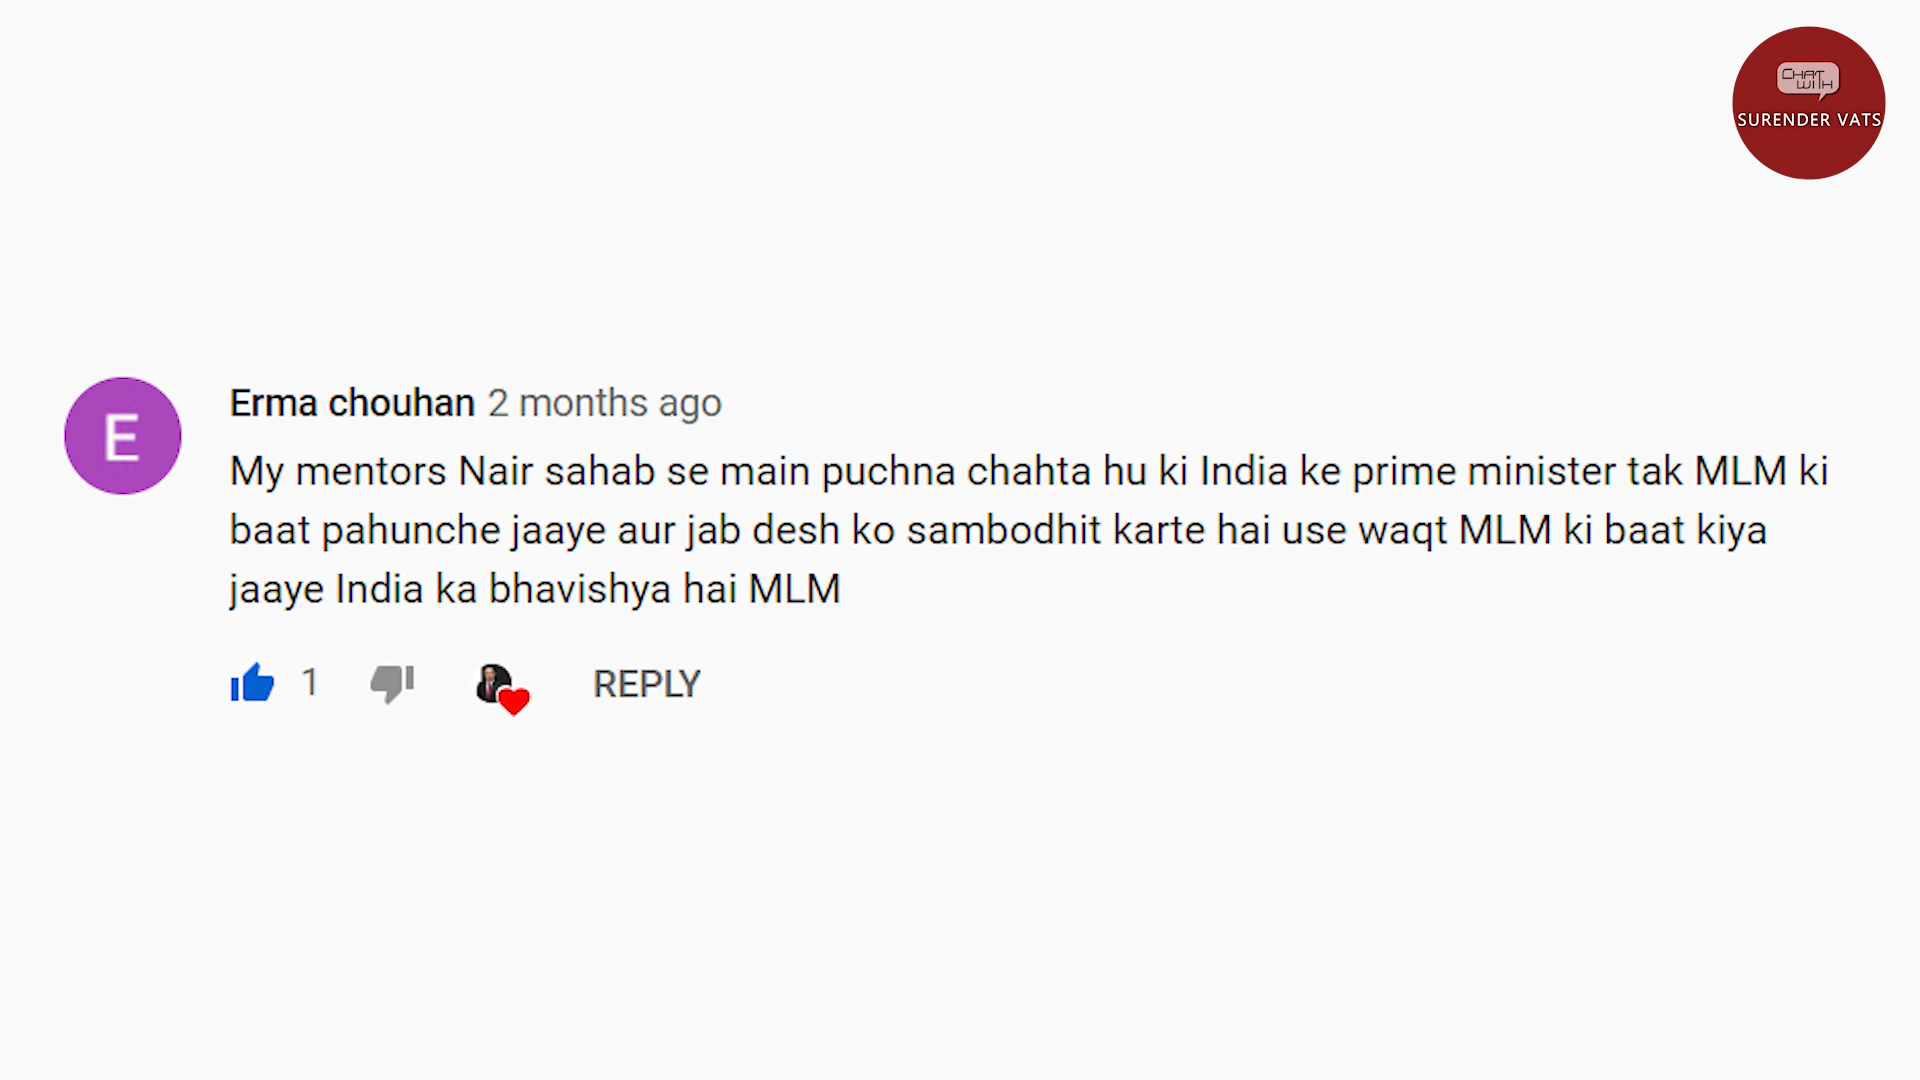 CHAT
WITH
SURENDER VATS
E
Erma chouhan 2 months ago
My mentors Nair sahab se main puchna chahta hu ki India ke prime minister tak MLM ki
baat pahunche jaaye aur jab desh ko sambodhit karte hai use waqt MLM ki baat kiya
jaaye India ka bhavishya hai MLM
1 REPLY